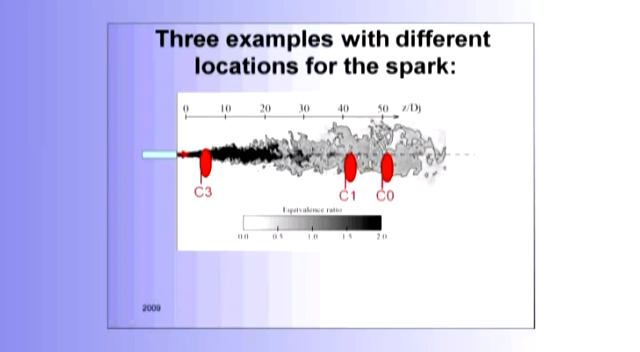 Three examples with different
locations for the spark:
0 10 20 30 40 50 z/Dj
C3 C1 C0
Equivalence ratio
0.0 0.5 1.0 1.5 2.0
2009